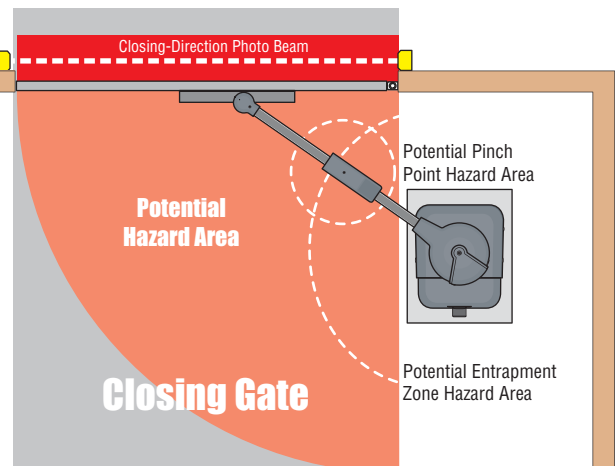 Closing-Direction Photo Beam
Potential Pinch
Point Hazard Area
Potential
Hazard Area
Potential Entrapment
Zone Hazard Area
Closing Gate